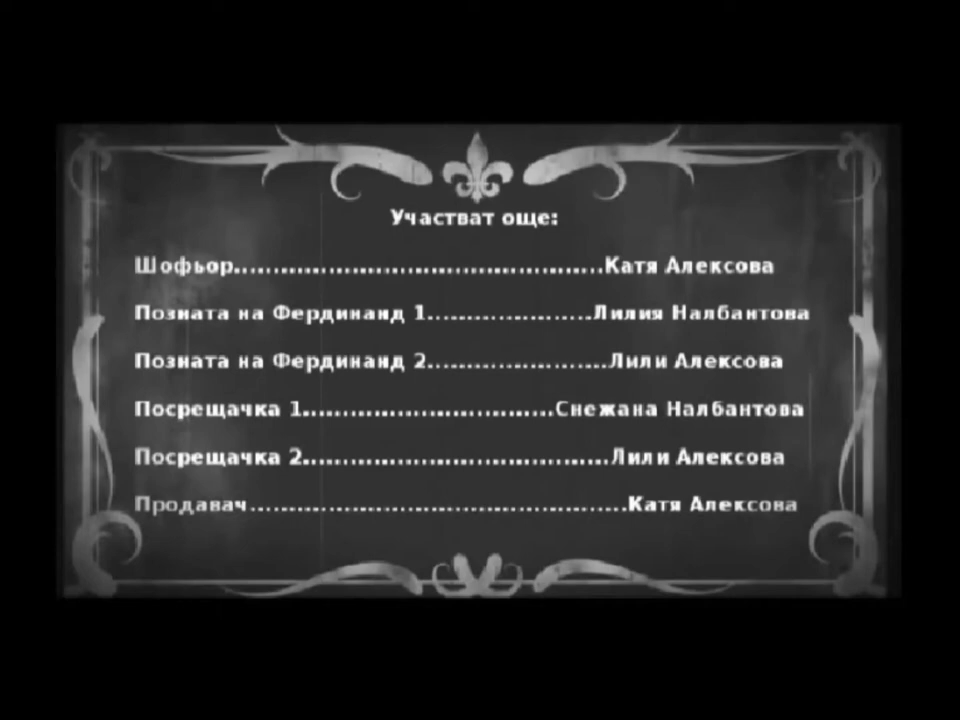 Участват още:
Шофьор...............................................Катя Алексова
Позната на Фердинанд 1.....................Лилия Налбантова
Позната на Фердинанд 2.......................Лили Алексова
Посрещачка 1................................Снежана Налбантова
Посрещачка 2.......................................Лили Алексова
Продавач................................................Катя Алексова